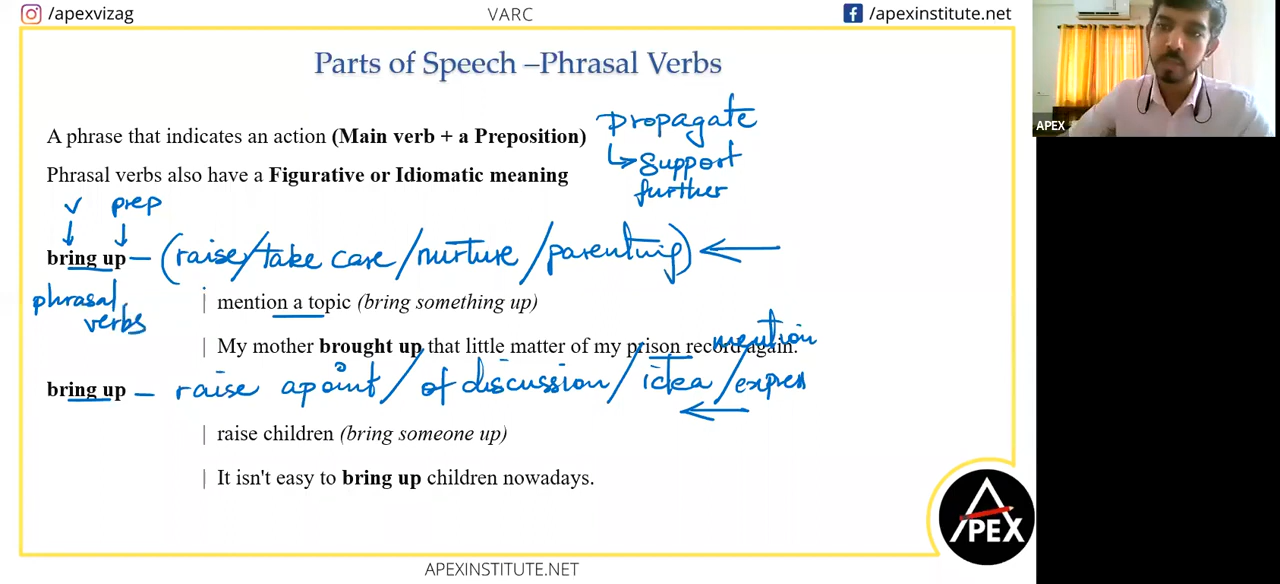 /apexvizag
VARC
/apexinstitute.net
Parts of Speech –Phrasal Verbs
A phrase that indicates an action (Main verb + a Preposition)
propagate
↳ support
further
Phrasal verbs also have a Figurative or Idiomatic meaning
v prep
bring up – (raise/take care/nurture/parenting)
phrasal
verbs
| mention a topic (bring something up)
| My mother brought up that little matter of my prison record again.
mention
bring up – raise a point/of discussion/idea/express
| raise children (bring someone up)
| It isn't easy to bring up children nowadays.
APEX
APEX
APEXINSTITUTE.NET